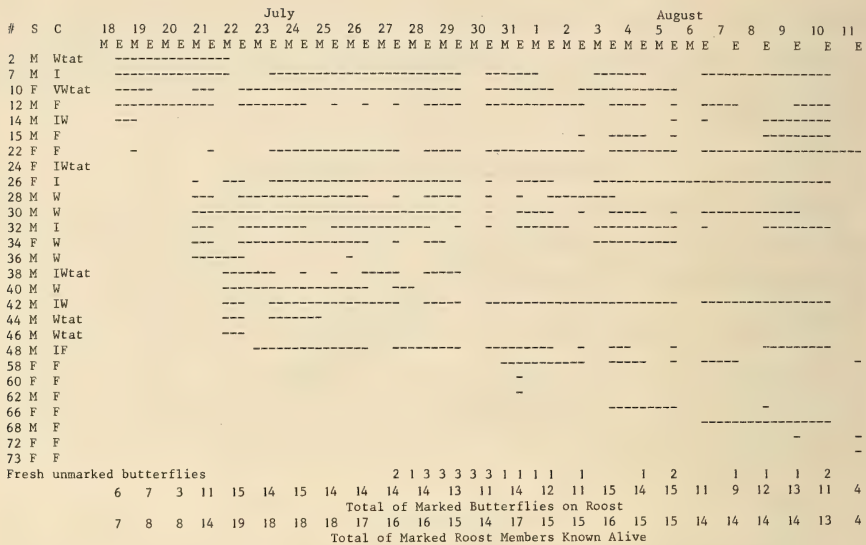 July August
# S C 18 19 20 21 22 23 24 25 26 27 28 29 30 31 1 2 3 4 5 6 7 8 9 10 11
M E M E M E M E M E M E M E M E M E M E M E M E M E M E M E M E M E M E M E M E E E E E E
2 M Wtat
7 M I
10 F VWtat
12 M F
14 M IW
15 M F
22 F F
24 F IWtat
26 F I
28 M W
30 M W
32 M I
34 F W
36 M W
38 M IWtat
40 M W
42 M IW
44 M Wtat
46 M Wtat
48 M IF
58 F F
60 F F
62 M F
66 F F
68 M F
72 F F
73 F F
Fresh unmarked butterflies 2 1 3 3 3 3 3 1 1 1 1 1 1 2 1 1 1 2
6 7 3 11 15 14 15 14 14 14 14 13 11 14 12 11 15 14 15 11 9 12 13 11 4
Total of Marked Butterflies on Roost
7 8 8 14 19 18 18 18 17 16 16 15 14 17 15 15 16 15 15 14 14 14 14 13 4
Total of Marked Roost Members Known Alive